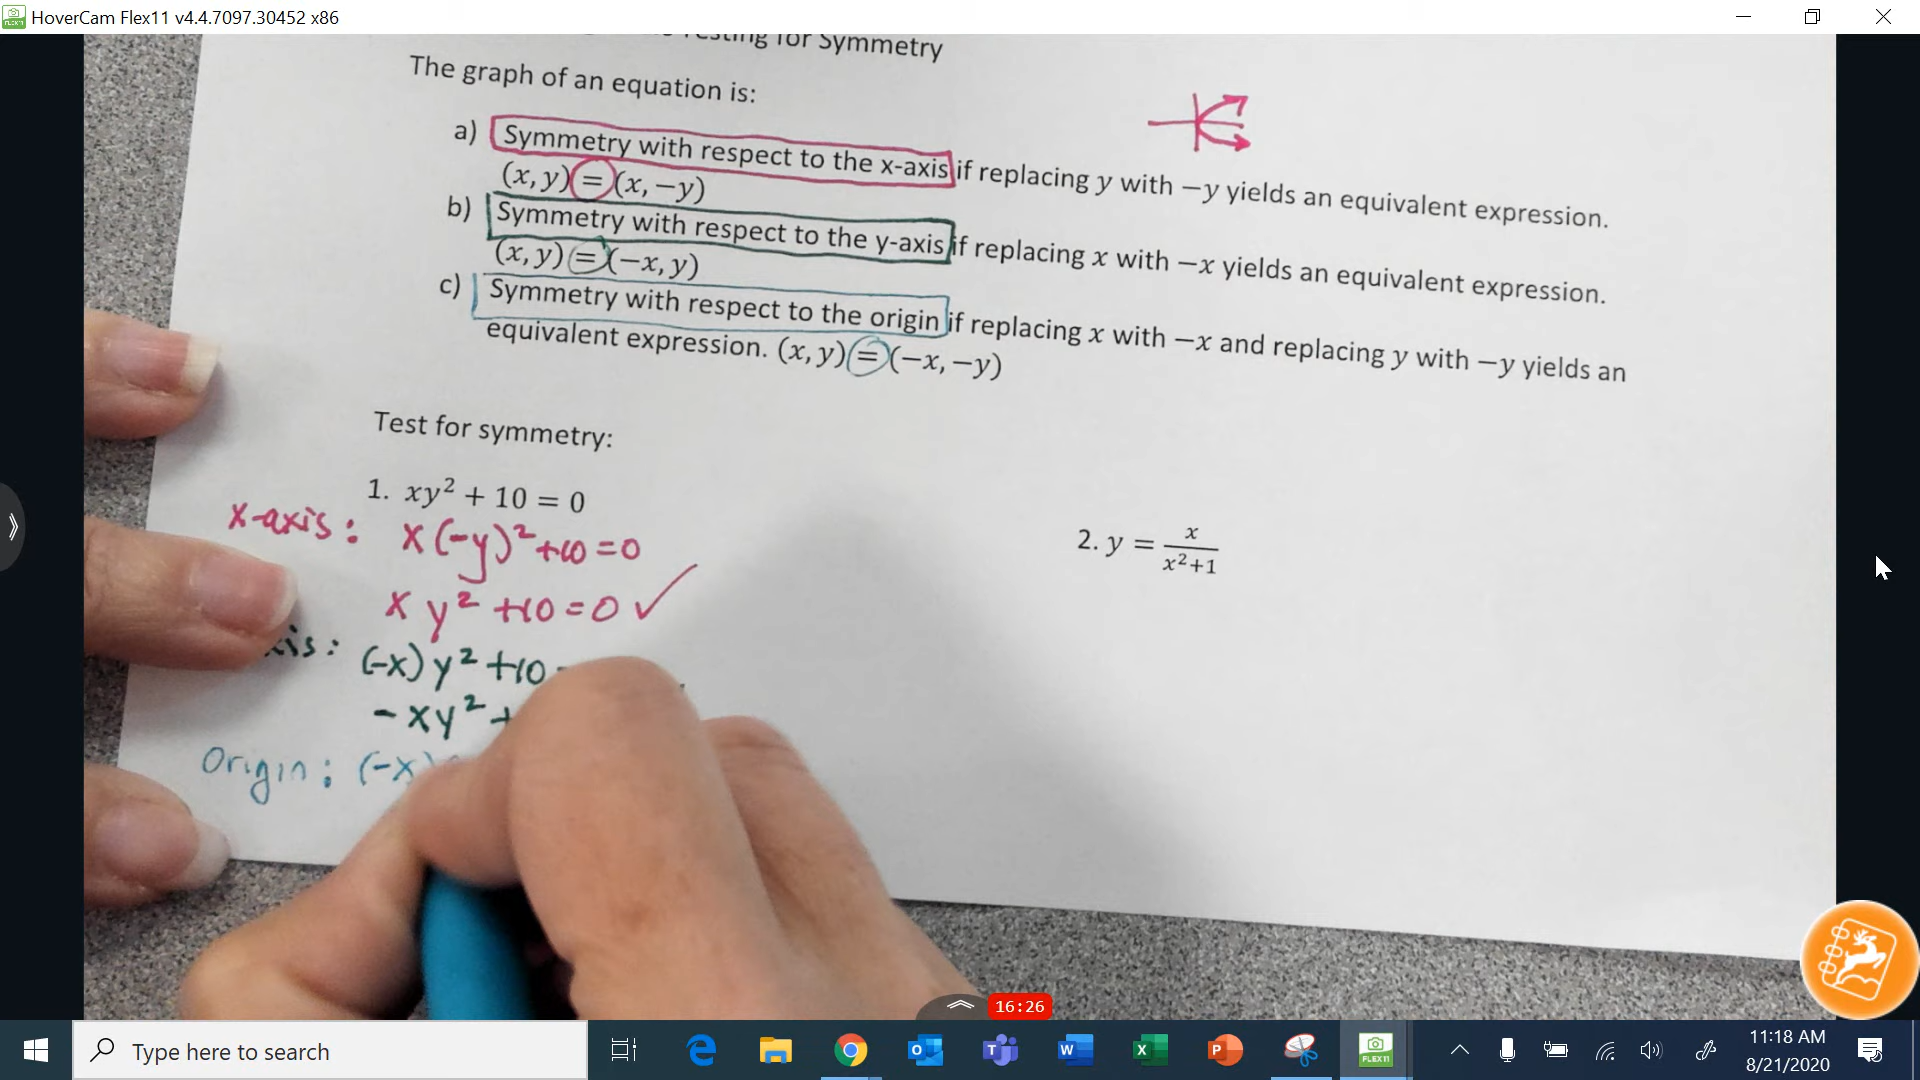 HoverCam Flex11 v4.4.7097.30452 x86
Testing for Symmetry
The graph of an equation is:
a) Symmetry with respect to the x-axis if replacing y with −y yields an equivalent expression.
(x, y) = (x, −y)
b) Symmetry with respect to the y-axis if replacing x with −x yields an equivalent expression.
(x, y) = (−x, y)
c) Symmetry with respect to the origin if replacing x with −x and replacing y with −y yields an
equivalent expression. (x, y) = (−x, −y)
Test for symmetry:
1. xy² + 10 = 0
x-axis: x(-y)² +10 = 0
xy² +10 = 0 ✓
is: (-x)y² +10
-xy² +
Origin: (-x)
2. y = x/(x²+1)
16:26
Type here to search
FLEX11
11:18 AM
8/21/2020